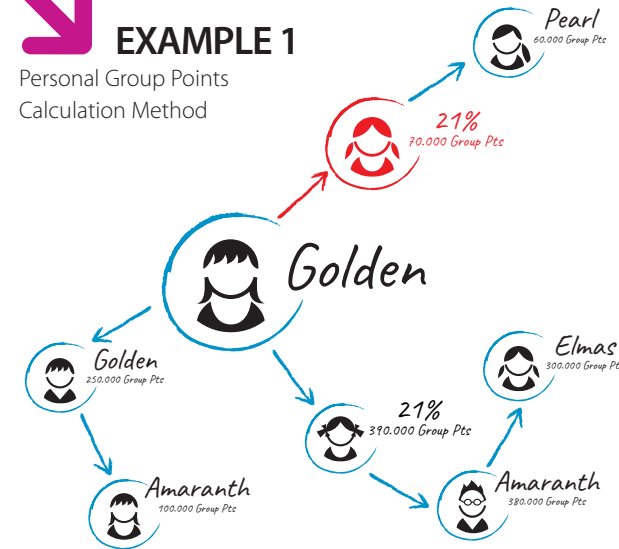 EXAMPLE 1
Personal Group Points
Calculation Method
Pearl
60.000 Group Pts
21%
70.000 Group Pts
Golden
Golden
250.000 Group Pts
Amaranth
100.000 Group Pts
21%
390.000 Group Pts
Elmas
300.000 Group Pt
Amaranth
380.000 Group Pts